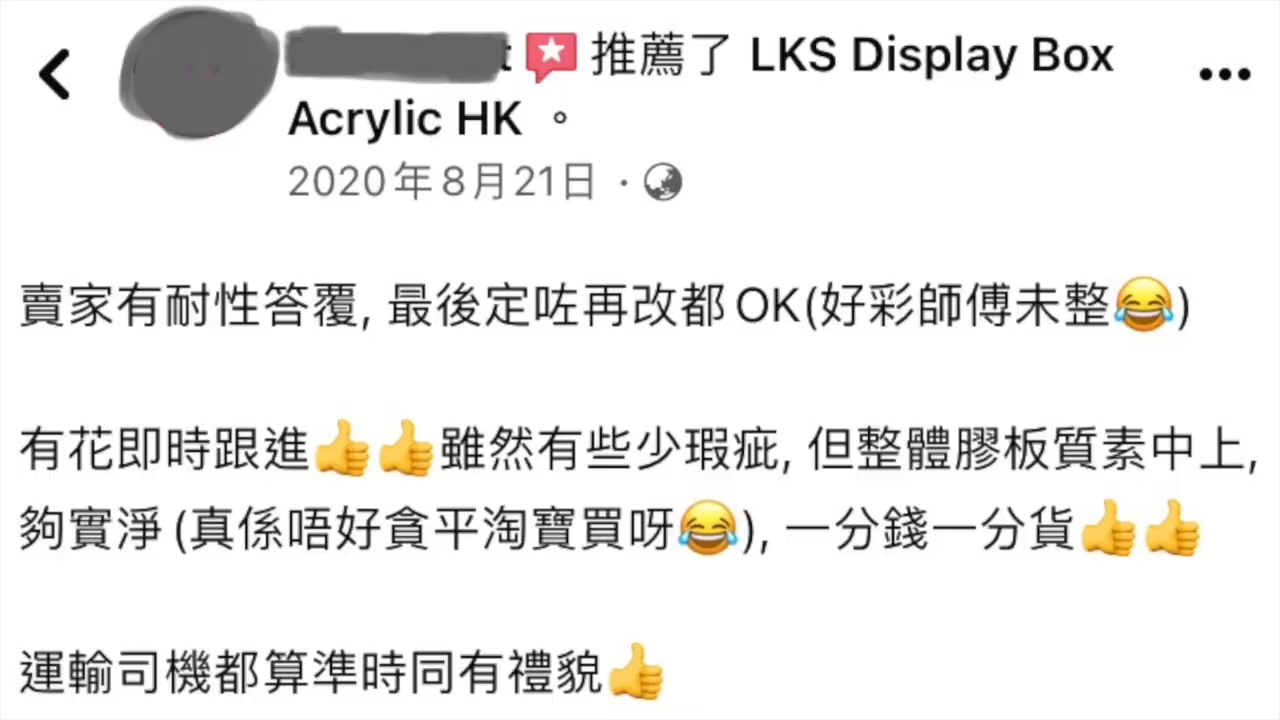 推薦了 LKS Display Box
Acrylic HK 。
2020年8月21日 ·
賣家有耐性答覆, 最後定咗再改都 OK(好彩師傅未整😂)
有花即時跟進👍👍雖然有些少瑕疵, 但整體膠板質素中上,
夠實淨 (真係唔好貪平淘寶買呀😂), 一分錢一分貨👍👍
運輸司機都算準時同有禮貌👍